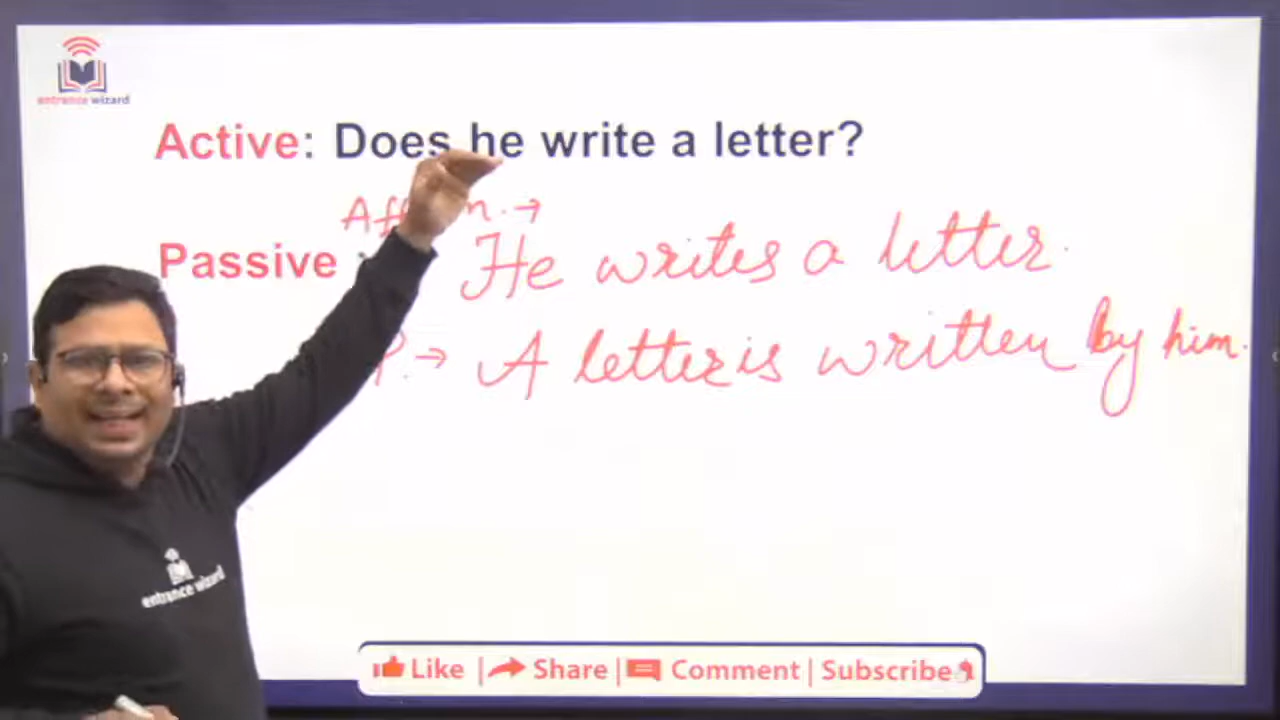 entrance wizard
Active: Does he write a letter?
Passive :
He writes a letter.
P. → A letter is written by him.
entrance wizard
Like | Share | Comment | Subscribe